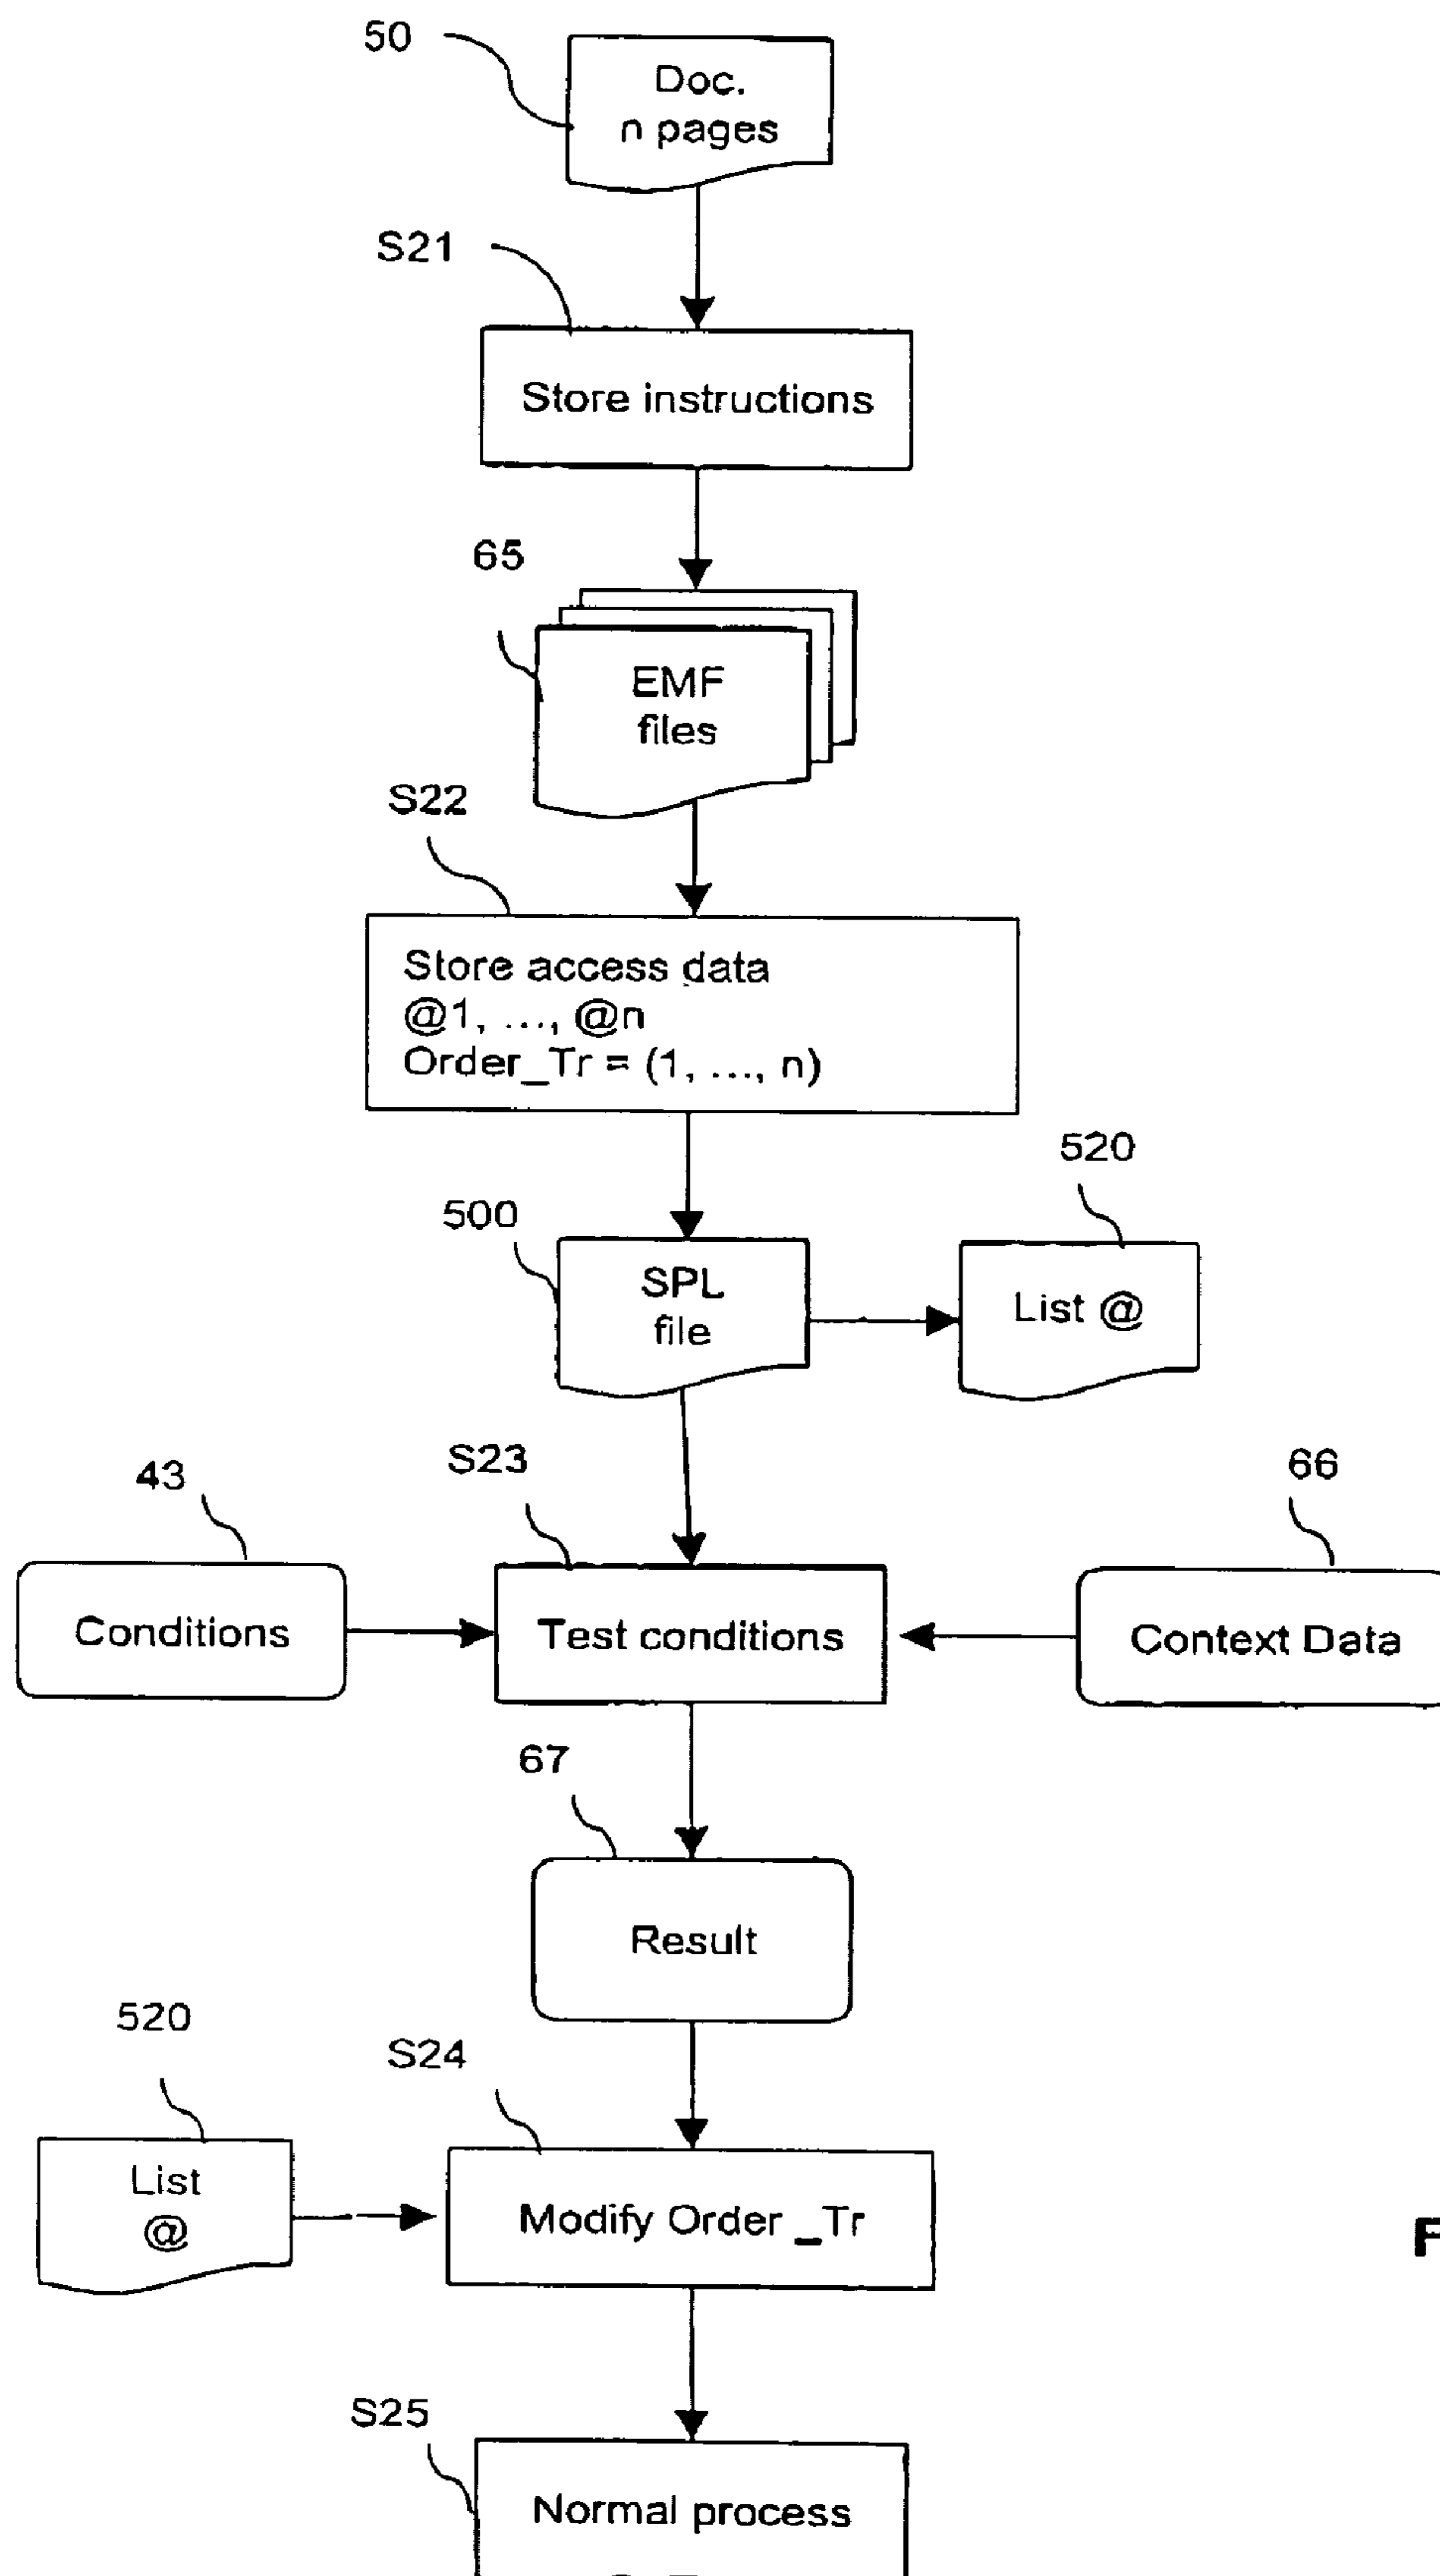 50
Doc.
n pages
S21
Store instructions
65
EMF
files
S22
Store access data
@1, ..., @n
Order_Tr = (1, ..., n)
520
500
SPL
file
List @
S23
43
66
Conditions
Test conditions
Context Data
67
Result
520
S24
List
@
Modify Order _Tr
F
S25
Normal process